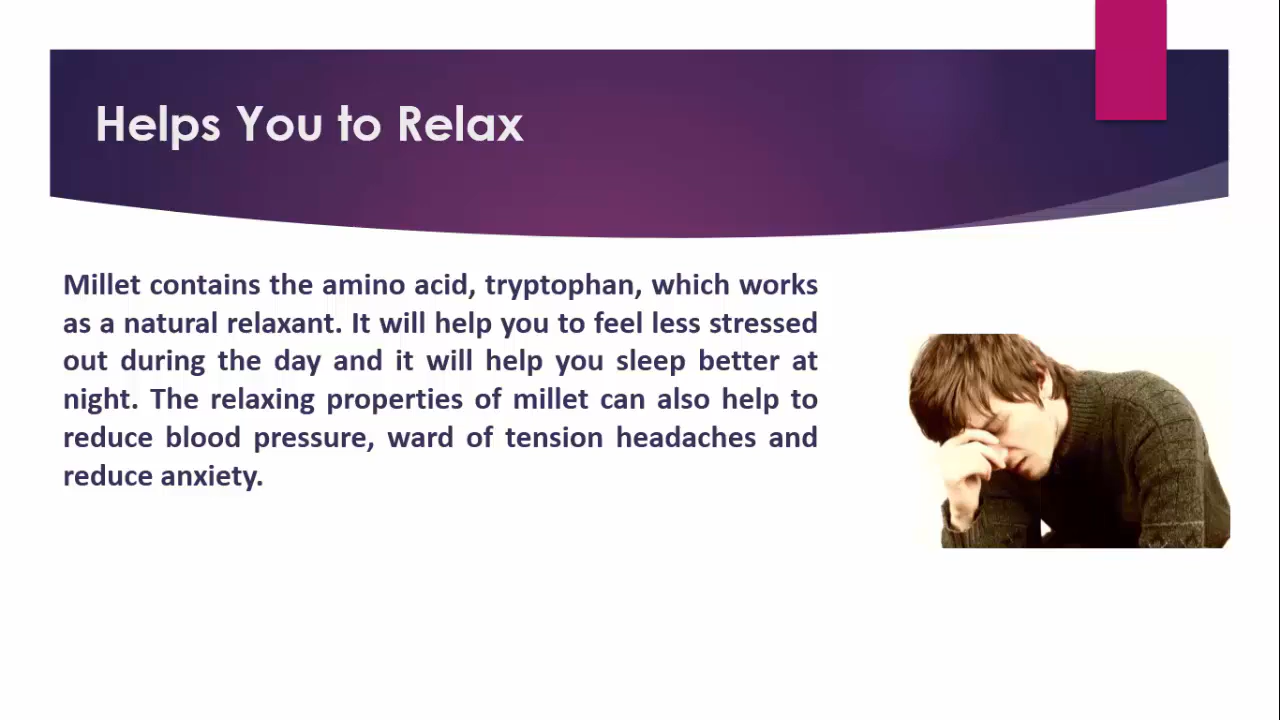 Helps You to Relax
Millet contains the amino acid, tryptophan, which works
as a natural relaxant. It will help you to feel less stressed
out during the day and it will help you sleep better at
night. The relaxing properties of millet can also help to
reduce blood pressure, ward of tension headaches and
reduce anxiety.